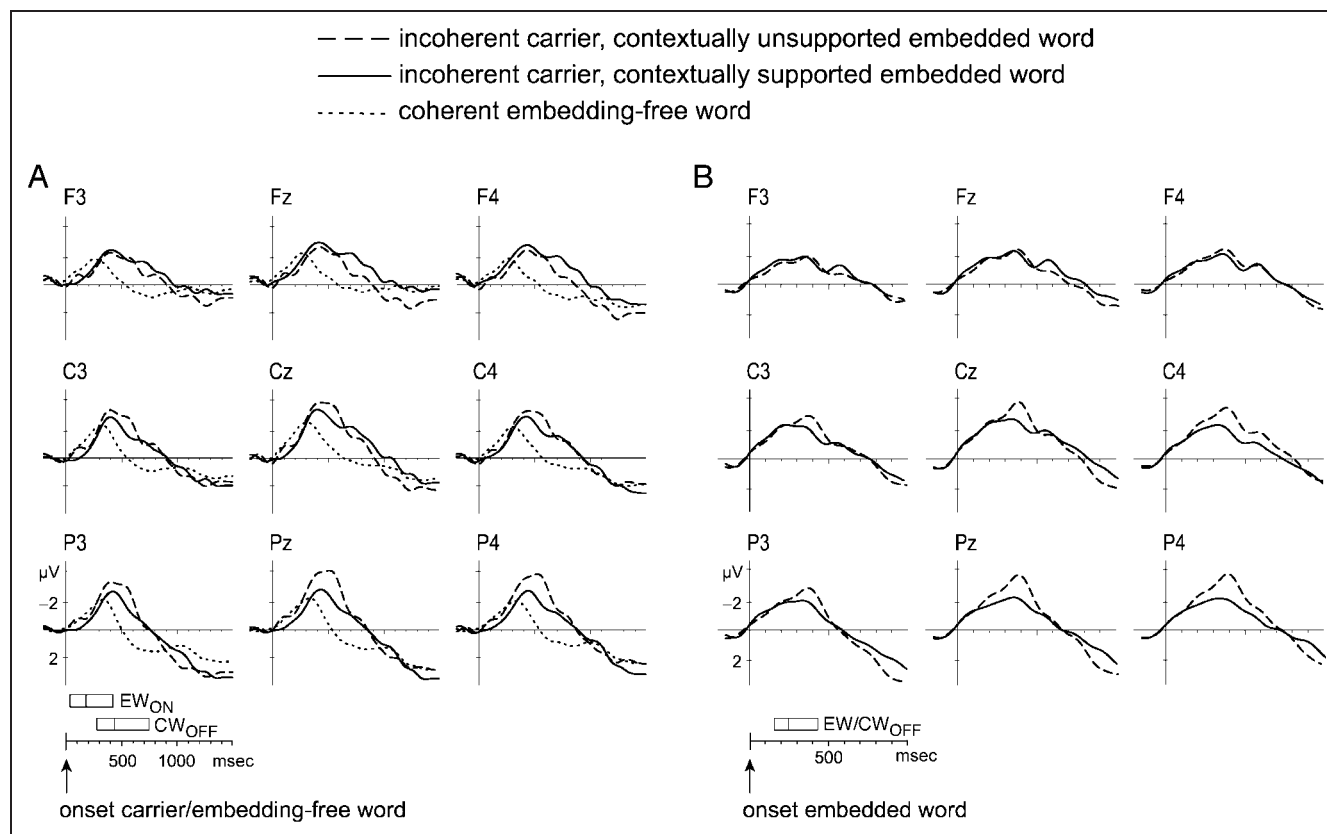 incoherent carrier, contextually unsupported embedded word
incoherent carrier, contextually supported embedded word
coherent embedding-free word
A
F3 Fz F4
C3 Cz C4
P3 Pz P4
µV
−2
2
EWON
CWOFF
500 1000 msec
onset carrier/embedding-free word
B
F3 Fz F4
C3 Cz C4
P3 Pz P4
µV
−2
2
EW/CWOFF
500 msec
onset embedded word